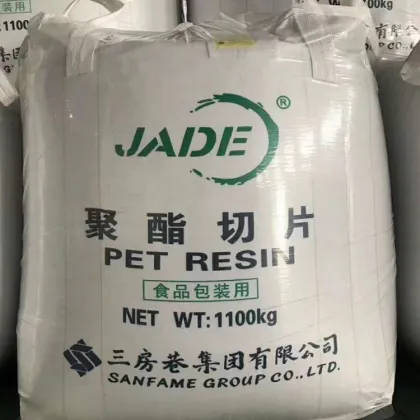 JADE®
聚酯切片
PET RESIN
食品包装用
NET WT:1100kg
三房巷集团有限公司
SANFAME GROUP CO.,LTD.